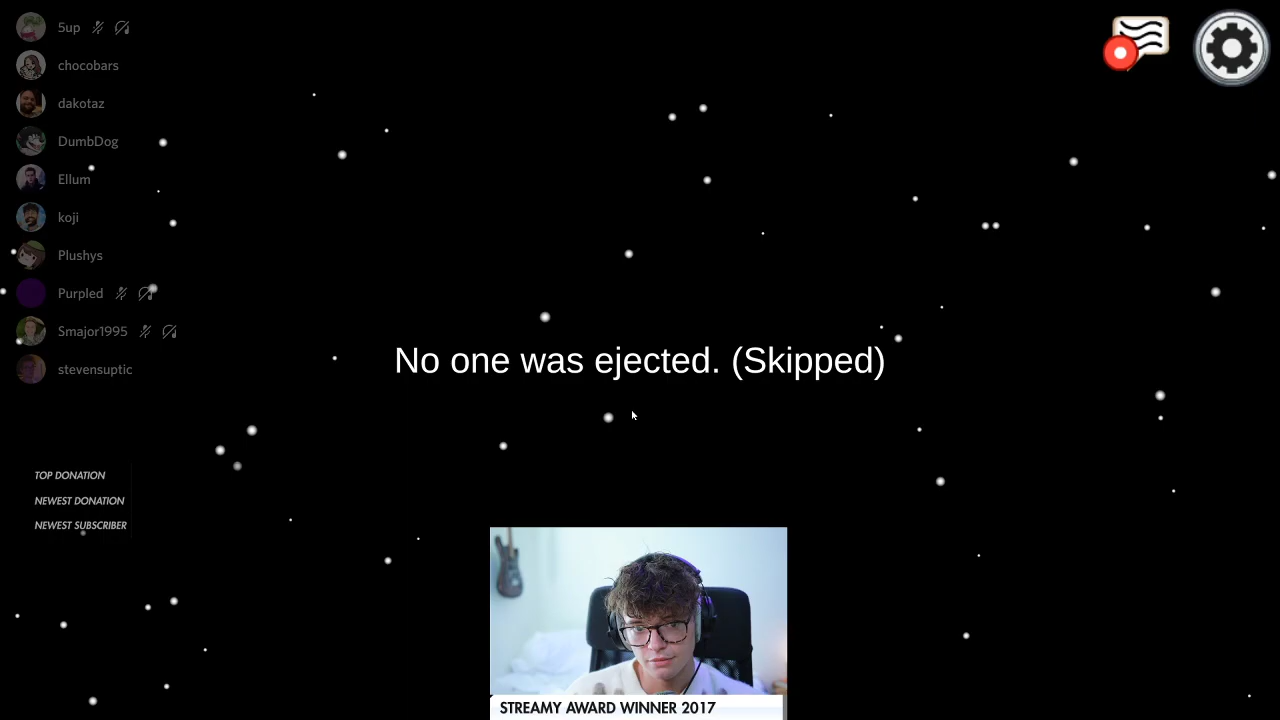 5up
chocobars
dakotaz
DumbDog
Ellum
koji
Plushys
Purpled
Smajor1995
stevensuptic
No one was ejected. (Skipped)
TOP DONATION
NEWEST DONATION
NEWEST SUBSCRIBER
STREAMY AWARD WINNER 2017